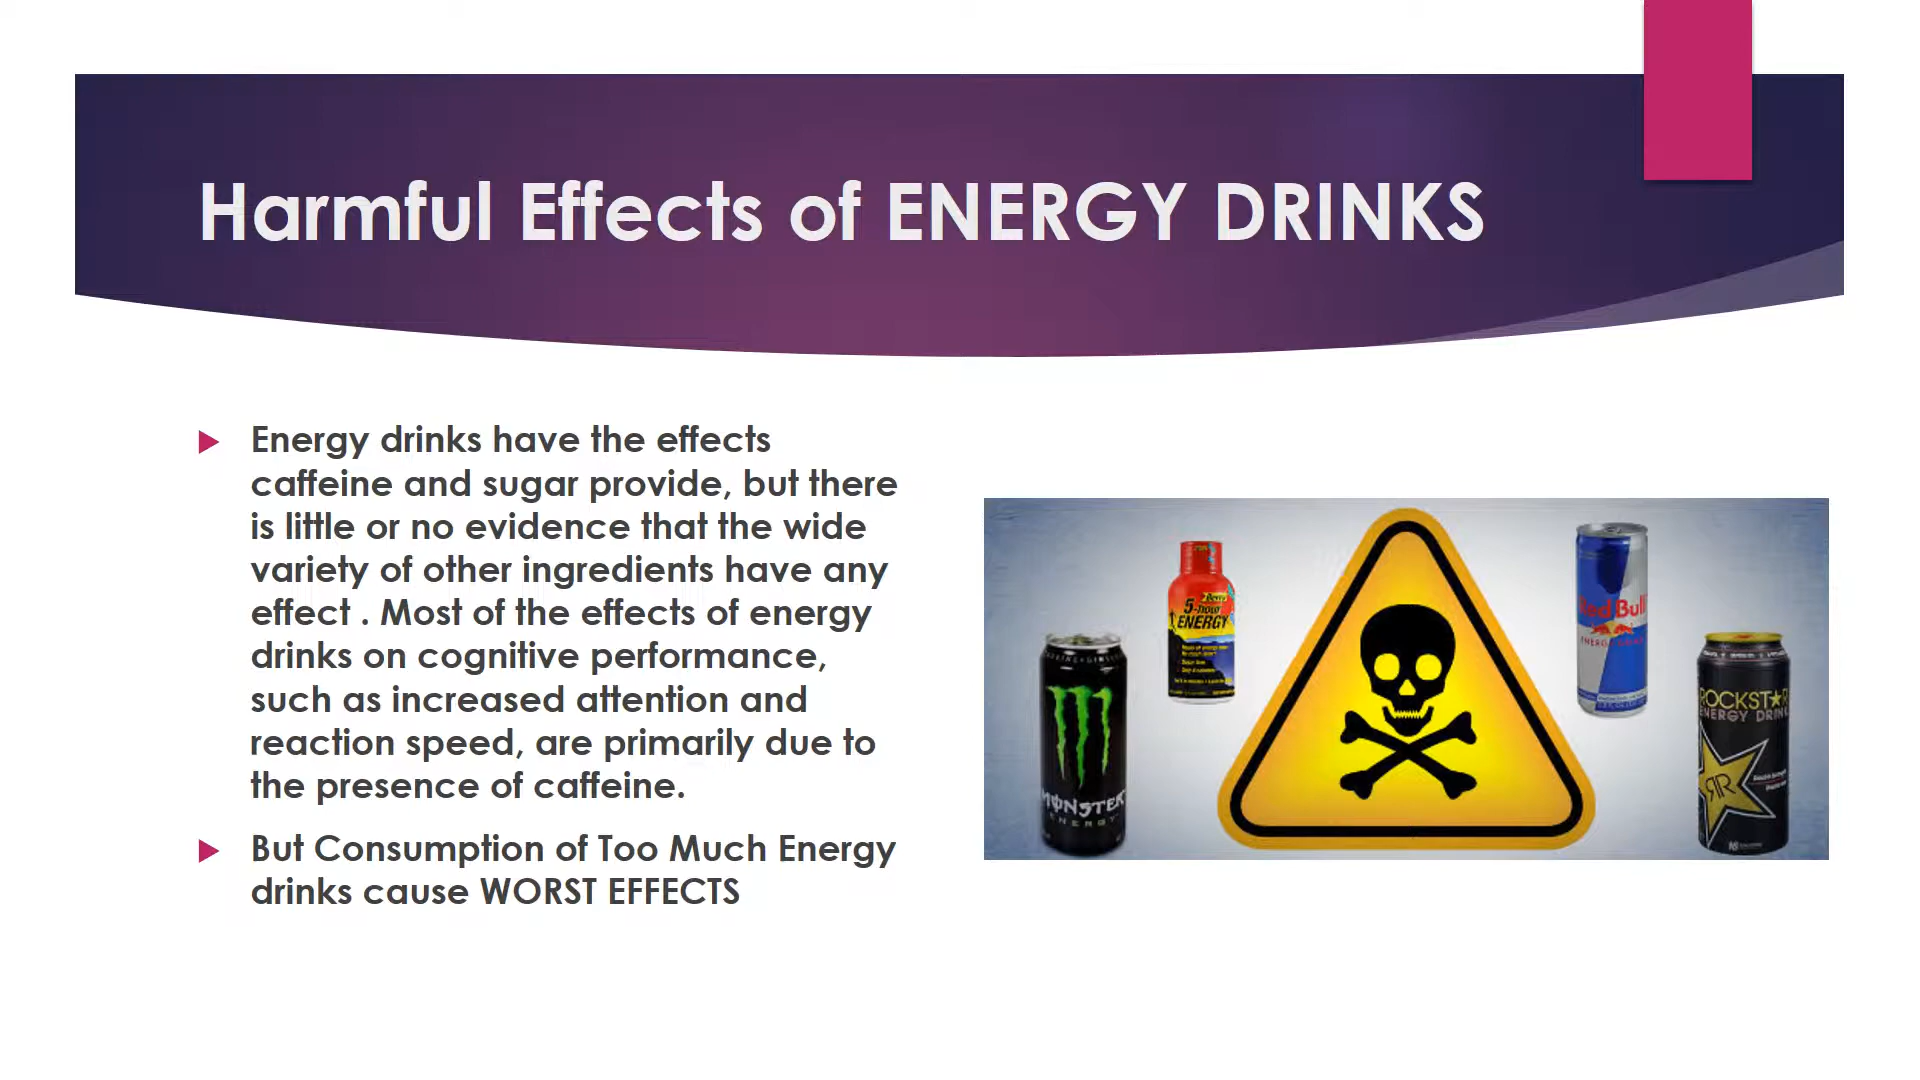 Harmful Effects of ENERGY DRINKS
Energy drinks have the effects
caffeine and sugar provide, but there
is little or no evidence that the wide
variety of other ingredients have any
effect . Most of the effects of energy
drinks on cognitive performance,
such as increased attention and
reaction speed, are primarily due to
the presence of caffeine.
But Consumption of Too Much Energy
drinks cause WORST EFFECTS
Berry
5-hour
ENERGY
MONSTER
ENERGY
Red Bull
ENERGY
ROCKSTAR
ENERGY DRINK